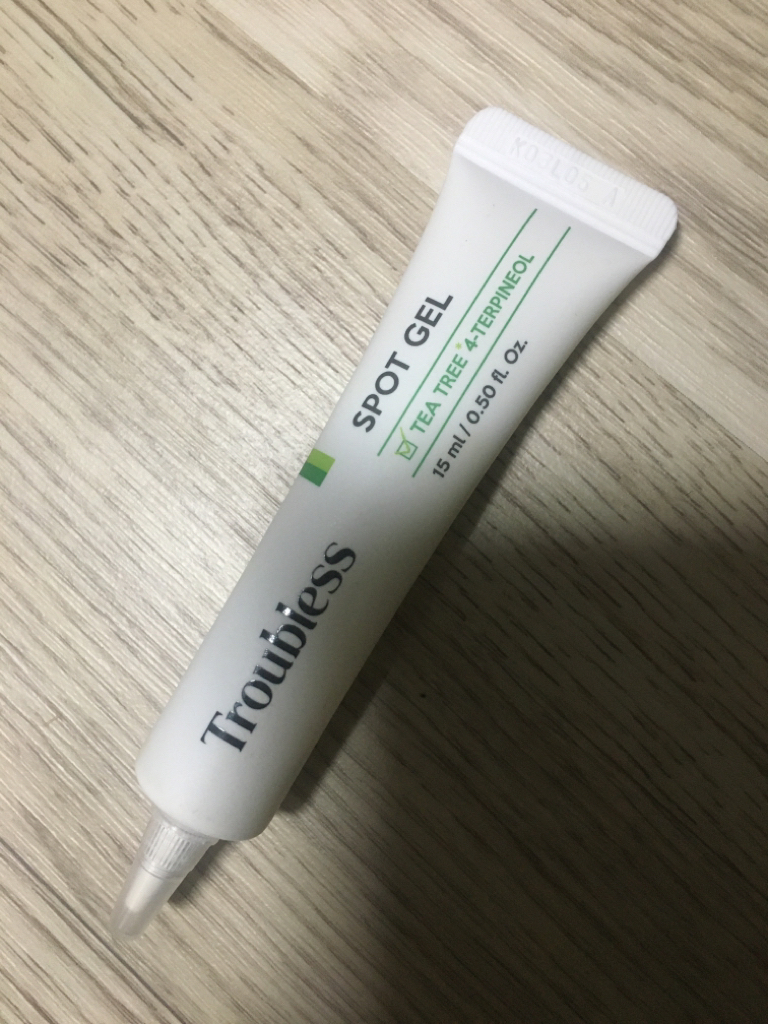 Troubless
SPOT GEL
TEA TREE 4-TERPINEOL
15 ml / 0.50 fl. Oz.